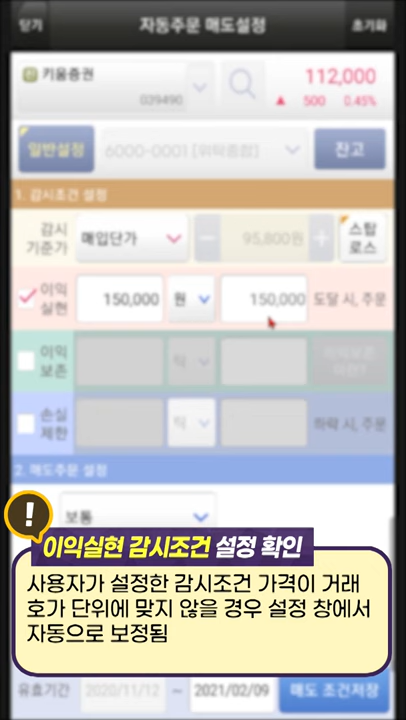 닫기 자동주문 매도설정 초기화
키움증권 112,000
039490 ▲ 500 0.45%
일반설정 6000-0001 [위탁종합] 잔고
1. 감시조건 설정
감시 기준가 매입단가 − 95,800원 + 스탑 로스
이익 실현 150,000 원 150,000 도달 시, 주문
이익 보존 틱
손실 제한 틱 하락 시, 주문
2. 매도주문 설정
보통
!
이익실현 감시조건 설정 확인
사용자가 설정한 감시조건 가격이 거래
호가 단위에 맞지 않을 경우 설정 창에서
자동으로 보정됨
유효기간 2020/11/12 ~ 2021/02/09 매도 조건저장